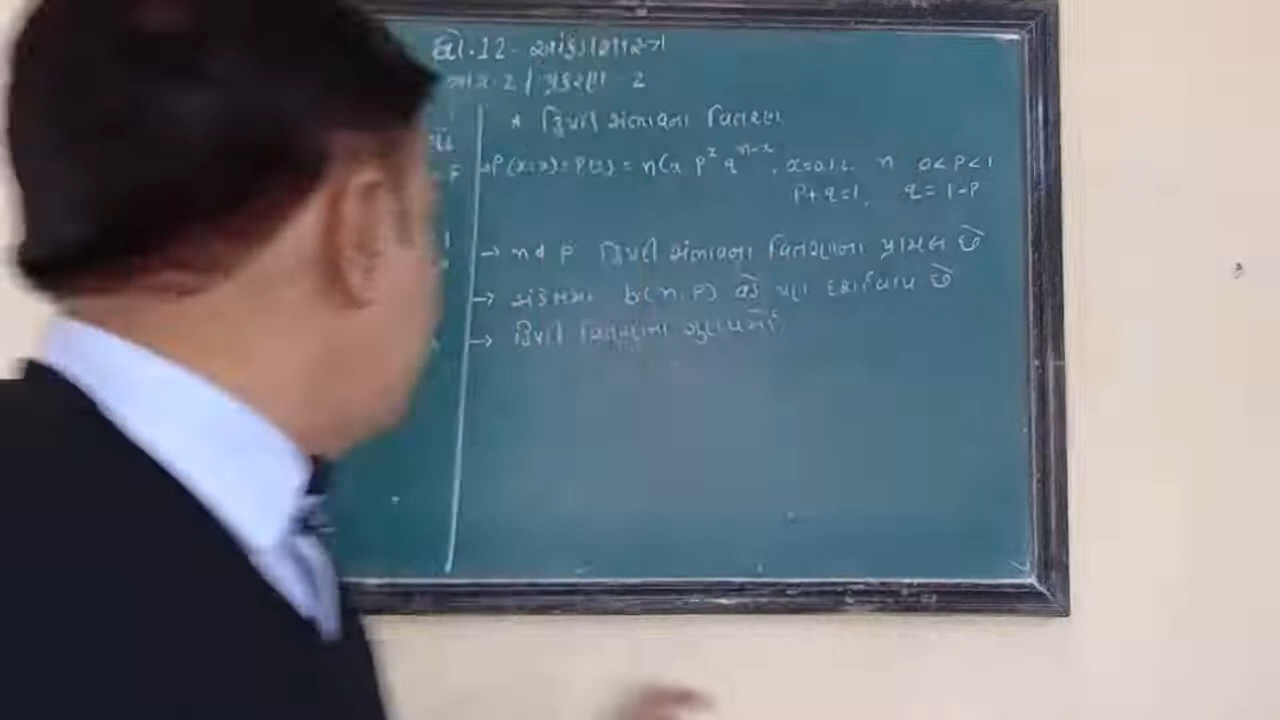 ધો.12- આંકડાશાસ્ત્ર
ભાગ-2 / પ્રકરણ - 2
* દ્વિપદી સંભાવના વિતરણ
P(X=x) = P(x) = nCx p^x q^n-x, x=0,1,2.. n 0<P<1
P+q=1, q=1-P
→ n અને P દ્વિપદી સંભાવના વિતરણના પ્રાચલ છે
→ સંકેતમાં b(n,P) વડે પણ દર્શાવાય છે
→ દ્વિપદી વિતરણના ગુણધર્મો